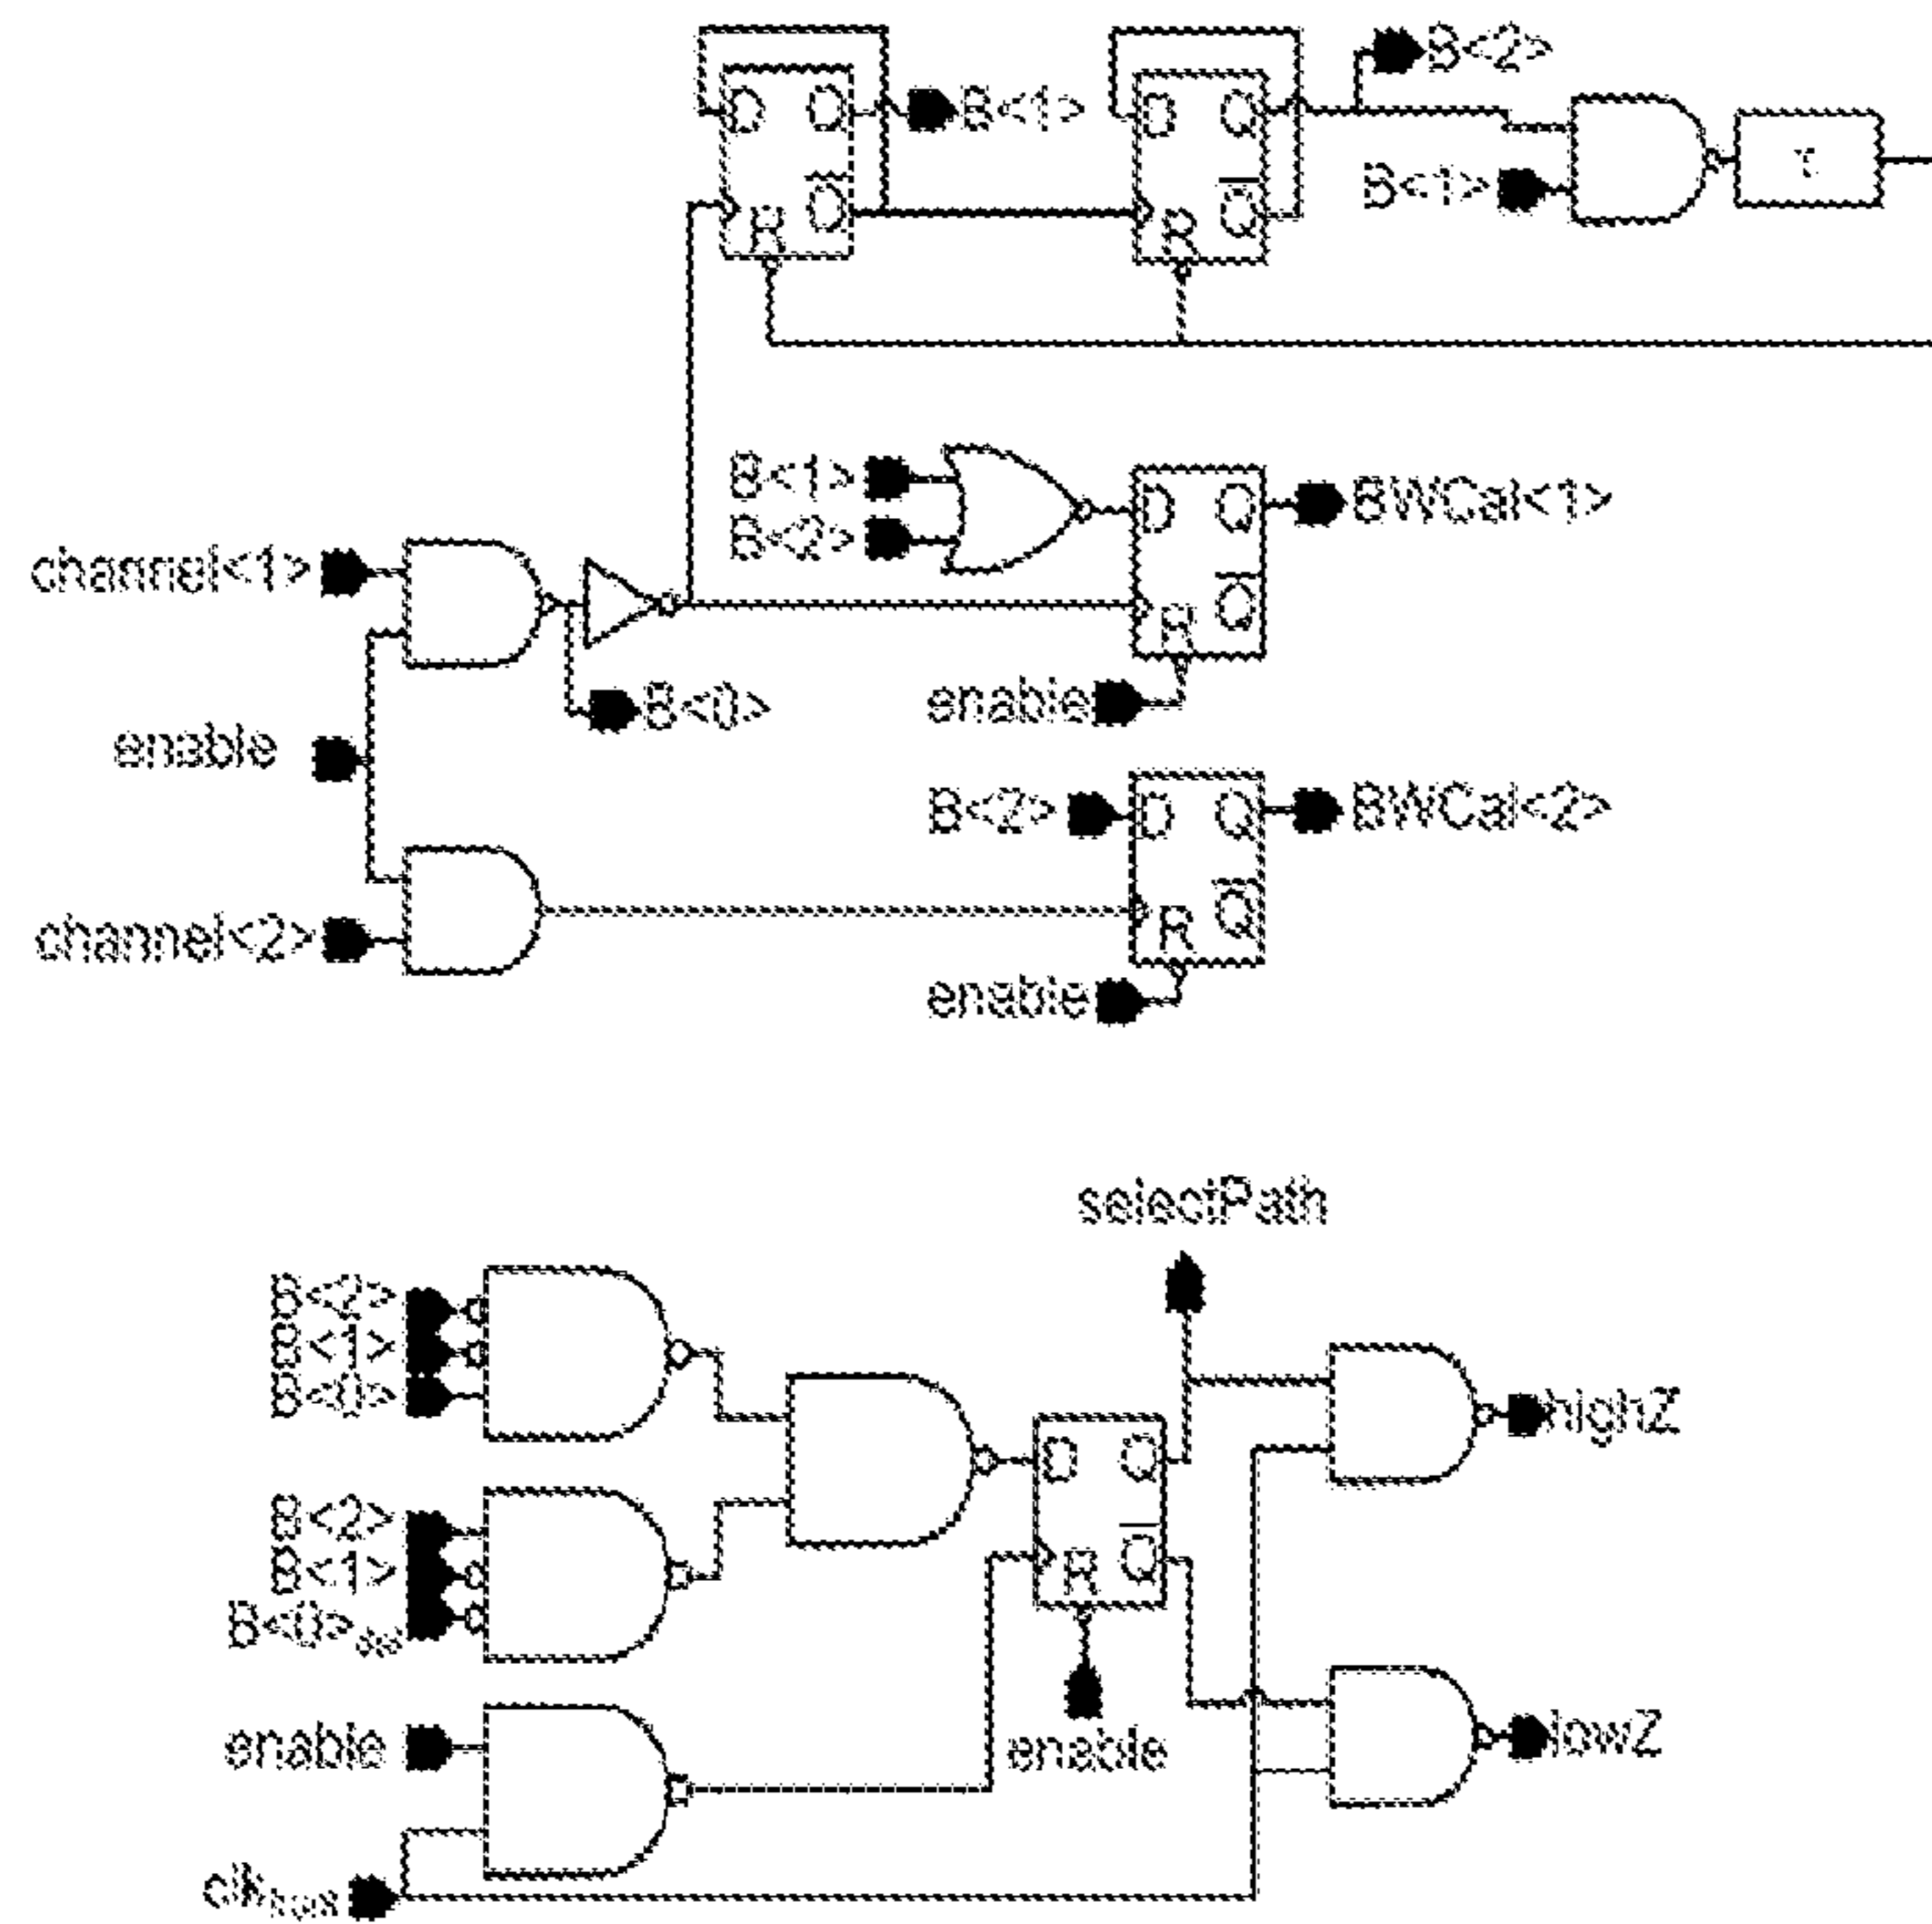 B<2>
D Q B<1> D Q
B<1> τ
R Q R Q
B<1> D Q BWCal<1>
B<2>
channel<1>
R Q
B<0> enable
enable
B<2> D Q BWCal<2>
channel<2> R Q
enable
selectPath
B<2>
B<1>
B<0> highZ
D Q
B<2>
B<1> R Q
B<0>
enable enable lowZ